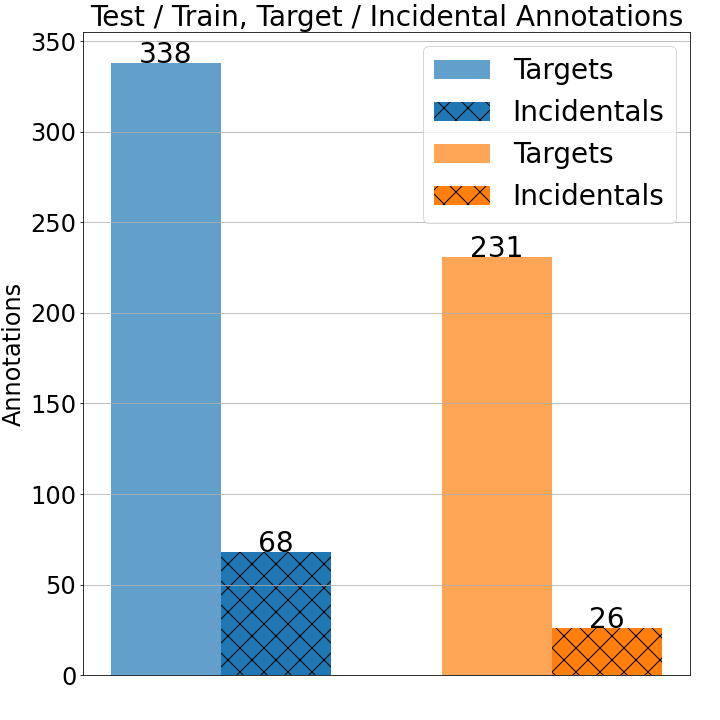 Test / Train, Target / Incidental Annotations
350
300
250
200
150
100
50
0
Annotations
338
68
231
26
Targets
Incidentals
Targets
Incidentals